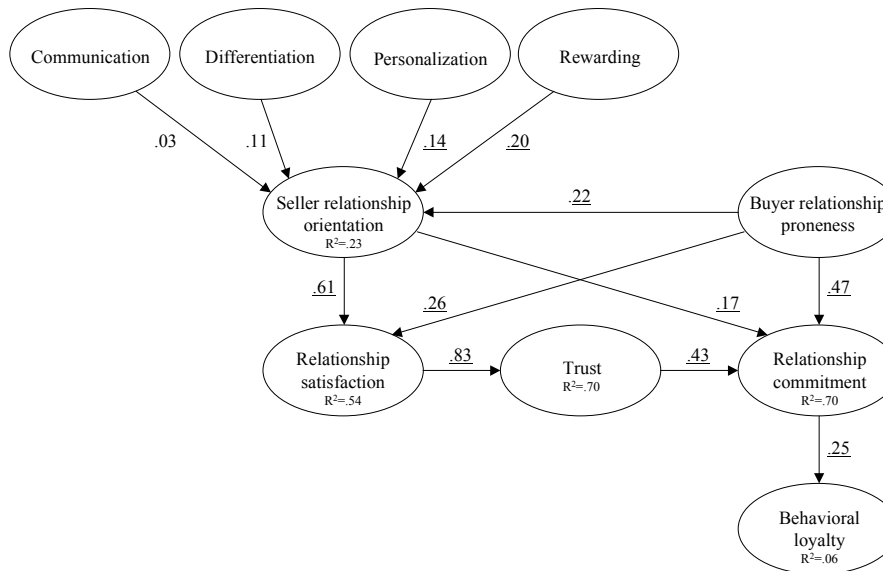 Communication
Differentiation
Personalization
Rewarding
.03
.11
.14
.20
Seller relationship
orientation
R²=.23
.22
Buyer relationship
proneness
.61
.26
.17
.47
Relationship
satisfaction
R²=.54
.83
Trust
R²=.70
.43
Relationship
commitment
R²=.70
.25
Behavioral
loyalty
R²=.06